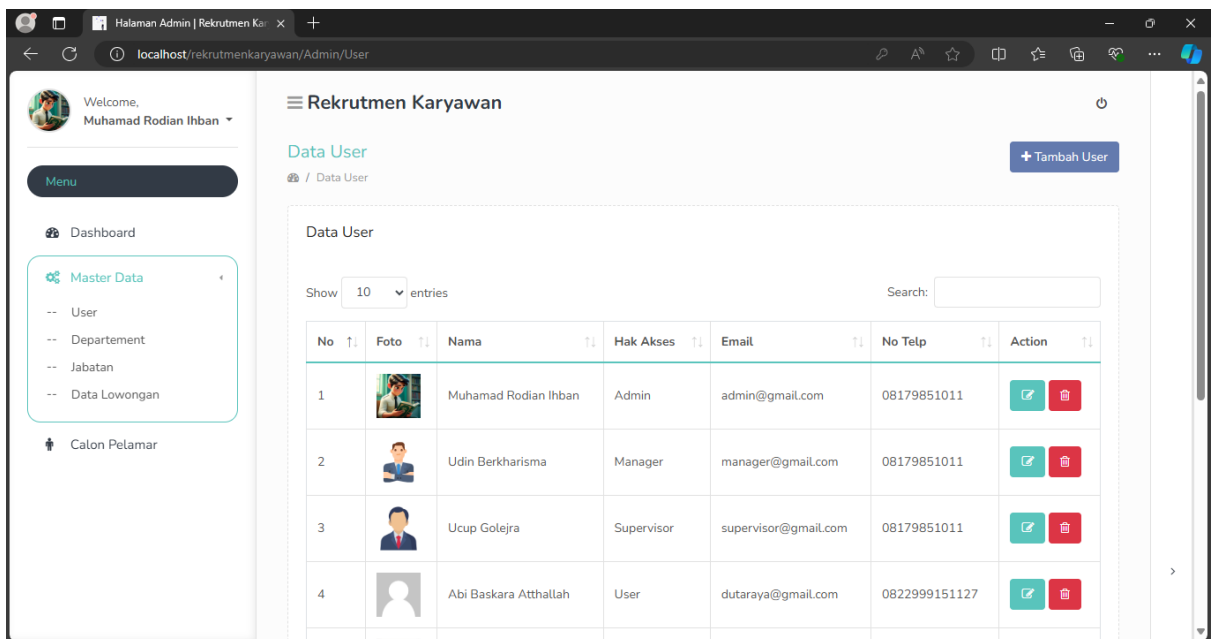 Halaman Admin | Rekrutmen Kar
localhost/rekrutmenkaryawan/Admin/User
Welcome,
Muhamad Rodian Ihban
Menu
Dashboard
Master Data
-- User
-- Departement
-- Jabatan
-- Data Lowongan
Calon Pelamar
Rekrutmen Karyawan
Data User
/ Data User
+ Tambah User
Data User
Show 10 entries
Search:
No Foto Nama Hak Akses Email No Telp Action
1 Muhamad Rodian Ihban Admin admin@gmail.com 08179851011
2 Udin Berkharisma Manager manager@gmail.com 08179851011
3 Ucup Golejra Supervisor supervisor@gmail.com 08179851011
4 Abi Baskara Atthallah User dutaraya@gmail.com 0822999151127